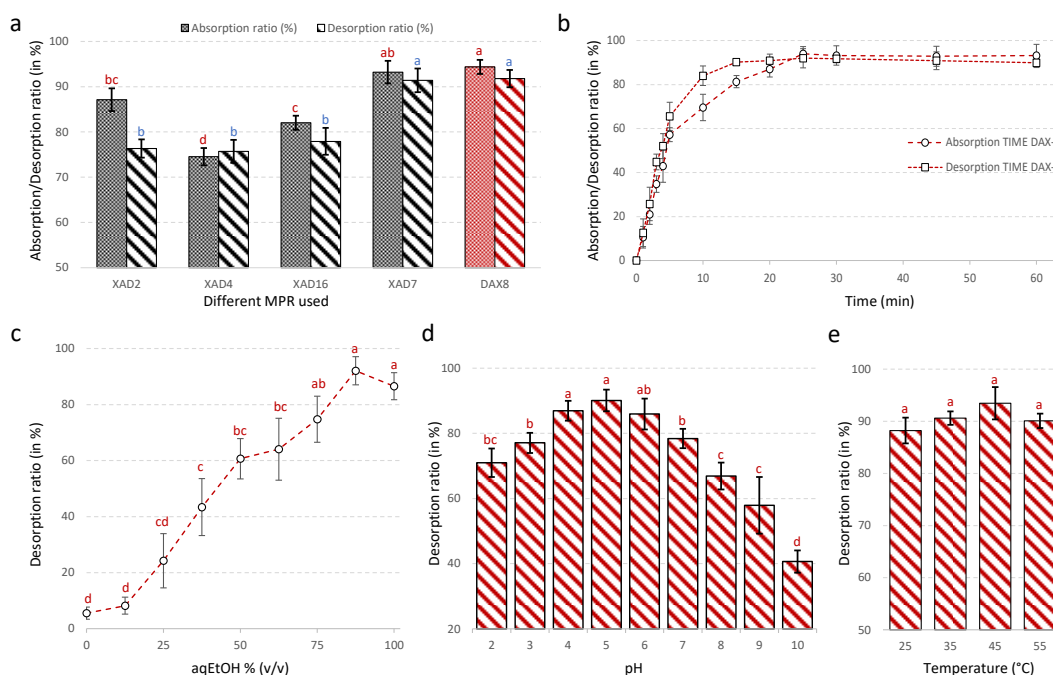 a
Absorption ratio (%) Desorption ratio (%)
Absorption/Desorption ratio (in %)
100
90
80
70
60
50
bc
b
d
b
c
b
ab
a
a
a
XAD2 XAD4 XAD16 XAD7 DAX8
Different MPR used
b
Absorption/Desorption ratio (in %)
100
80
60
40
20
0
Absorption TIME DAX-
Desorption TIME DAX-
0 10 20 30 40 50 60
Time (min)
c
Desorption ratio (in %)
100
80
60
40
20
0
d
d
cd
c
bc
bc
ab
a
a
0 25 50 75 100
aqEtOH % (v/v)
d
Desorption ratio (in %)
100
80
60
40
20
bc
b
a
a
ab
b
c
c
d
2 3 4 5 6 7 8 9 10
pH
e
Desorption ratio (in %)
100
90
80
90
60
50
a
a
a
a
25 35 45 55
Temperature (°C)